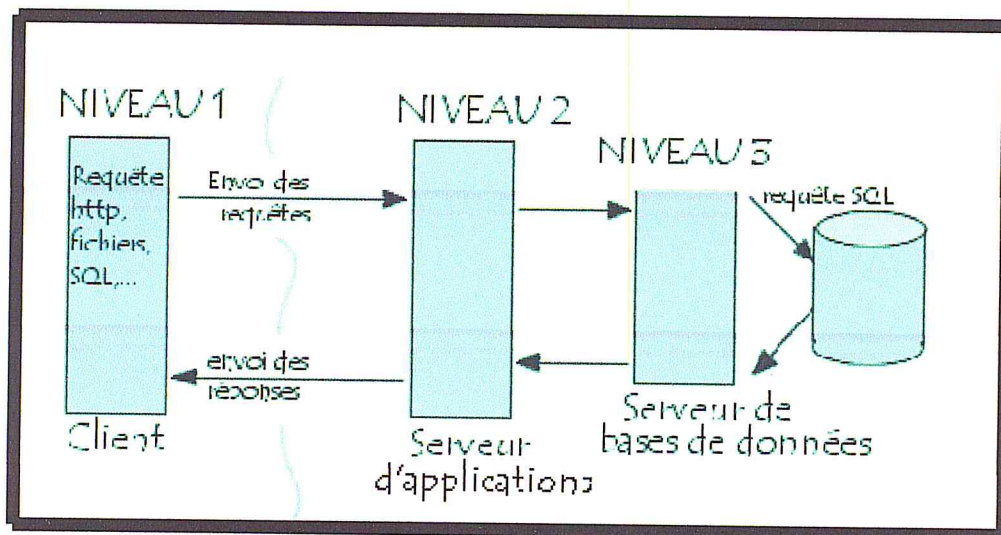 NIVEAU 1
NIVEAU 2
NIVEAU 3
Requête
http,
fichiers,
SQL,...
Envoi des
requêtes
requête SQL
envoi des
réponses
Client
Serveur
d'applications
Serveur de
bases de données